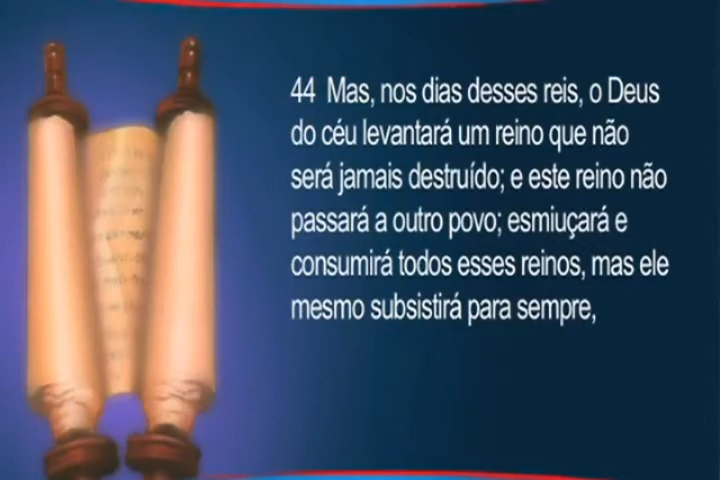 44 Mas, nos dias desses reis, o Deus
do céu levantará um reino que não
será jamais destruído; e este reino não
passará a outro povo; esmiuçará e
consumirá todos esses reinos, mas ele
mesmo subsistirá para sempre,